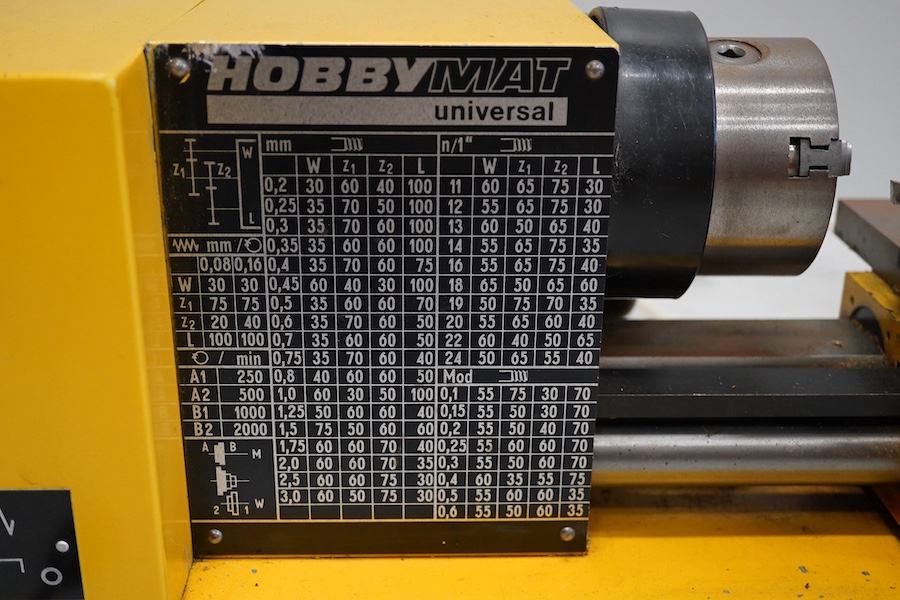 HOBBYMAT
universal
W
z1 z2
L
mm /
0,08 0,16
W 30 30
z1 75 75
z2 20 40
L 100 100
/ min
A1 250
A2 500
B1 1000
B2 2000
A B M
2 1 W
mm
W z1 z2 L
0,2 30 60 40 100
0,25 35 70 50 100
0,3 35 60 50 100
0,35 35 60 60 100
0,4 35 70 60 75
0,45 60 40 30 100
0,5 35 60 70 100
0,6 35 70 60 50
0,7 35 60 60 50
0,75 35 70 60 40
0,8 40 60 60 50
1,0 60 30 50 100
1,25 50 60 60 40
1,5 75 50 60 60
1,75 60 60 70 40
2,0 60 60 70 35
2,5 60 60 75 30
3,0 60 50 75 30
n/1"
W z1 z2 L
11 60 65 75 30
12 55 65 75 30
13 60 50 65 40
14 55 65 75 35
16 55 65 75 40
18 65 50 65 60
19 50 75 70 35
20 55 65 60 40
22 60 40 50 65
24 50 65 55 40
Mod
0,1 55 75 30 70
0,15 55 50 30 70
0,2 55 50 40 70
0,25 55 60 60 70
0,3 55 50 60 70
0,4 60 35 55 75
0,5 55 60 60 35
0,6 55 50 60 35